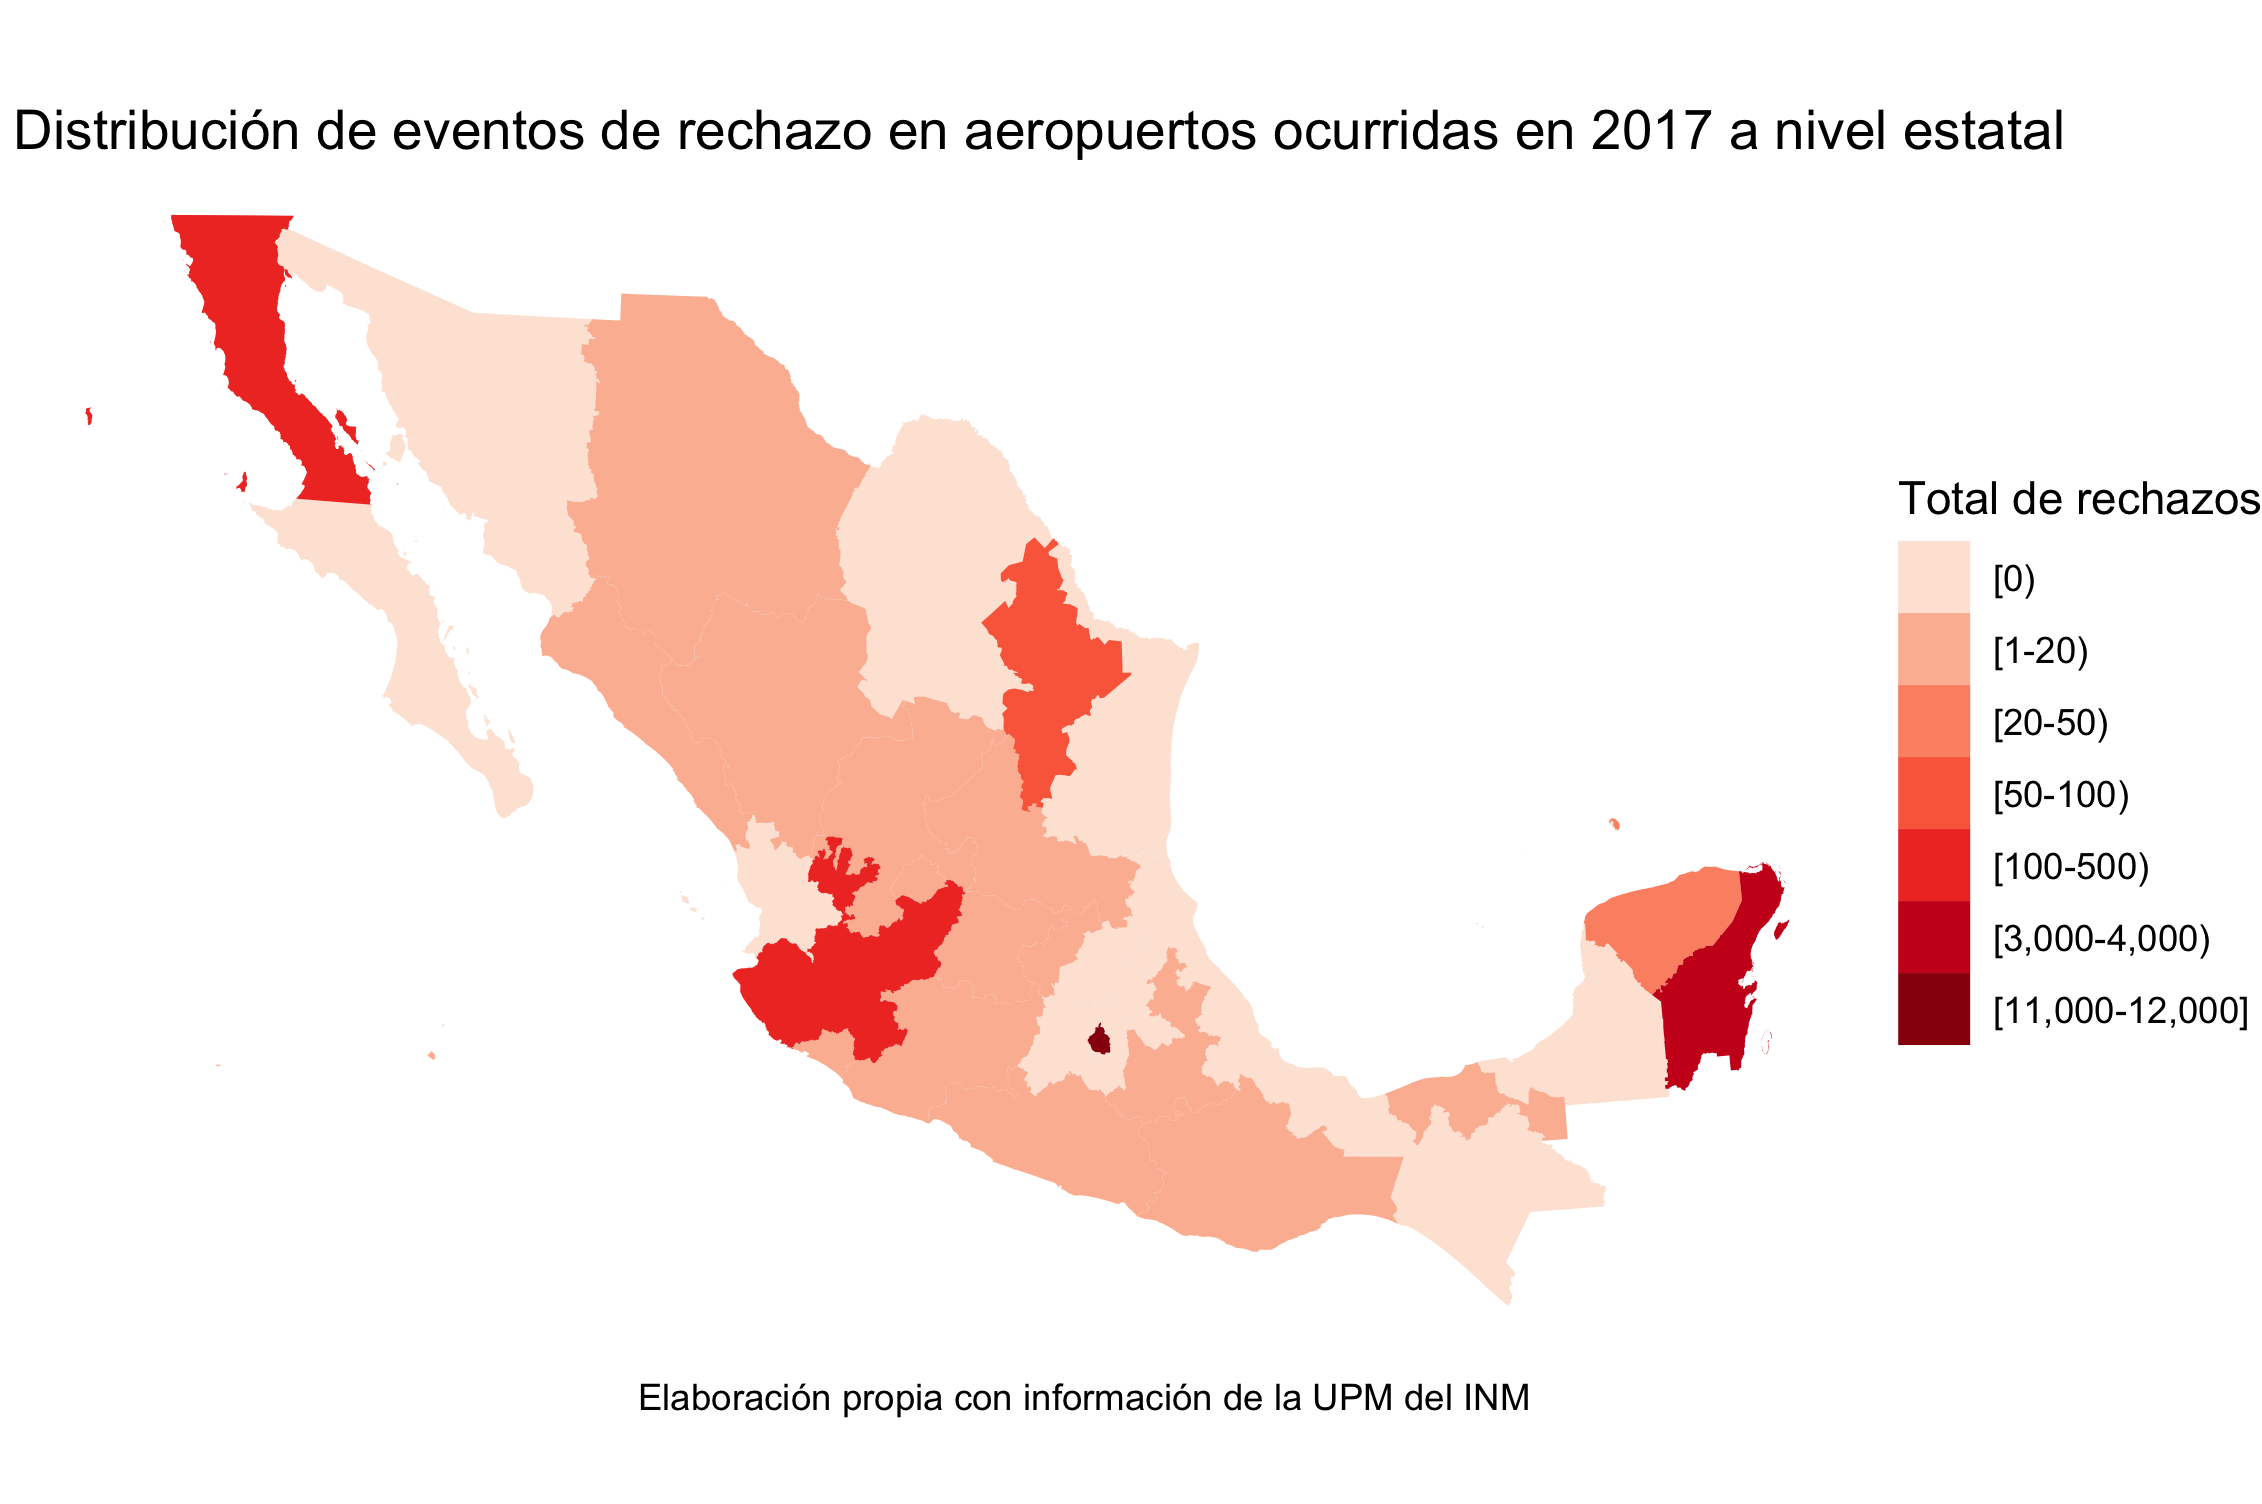 Distribución de eventos de rechazo en aeropuertos ocurridas en 2017 a nivel estatal
Total de rechazos
[0)
[1-20)
[20-50)
[50-100)
[100-500)
[3,000-4,000)
[11,000-12,000]
Elaboración propia con información de la UPM del INM